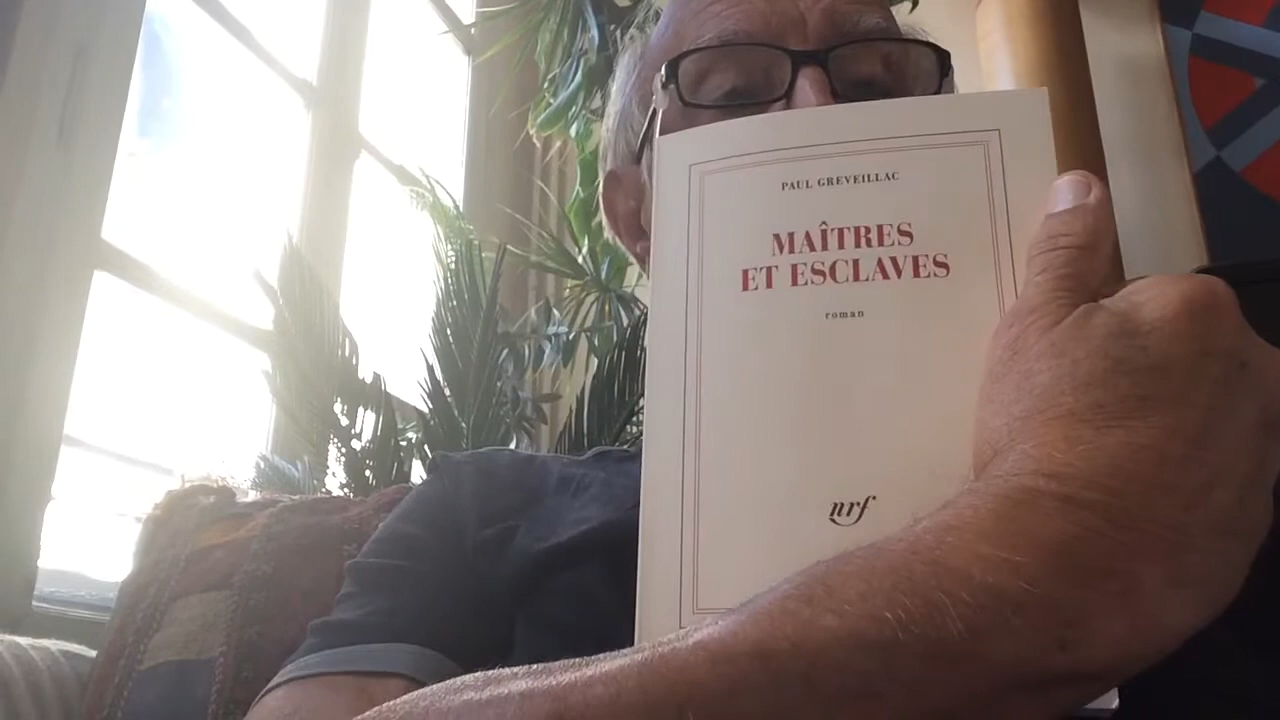 PAUL GREVEILLAC
MAÎTRES
ET ESCLAVES
roman
nrf